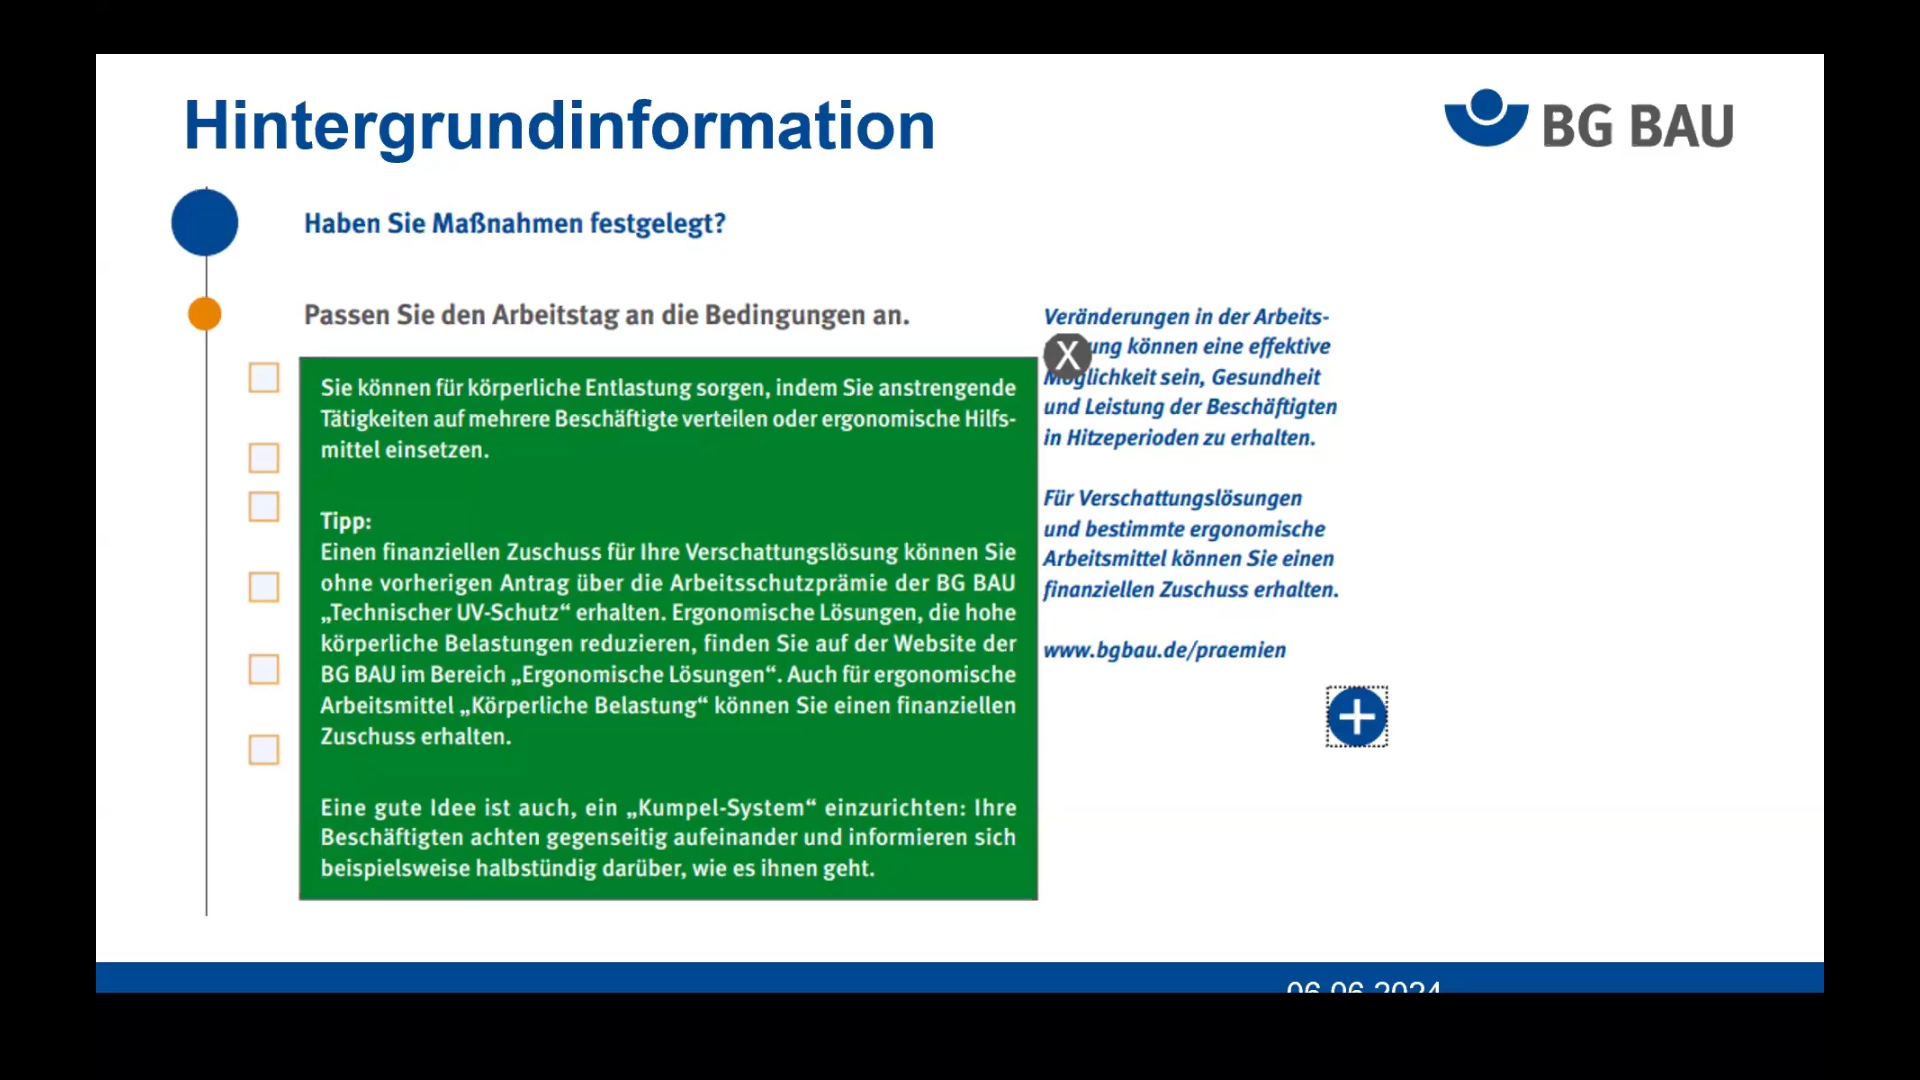 Hintergrundinformation
BG BAU
Haben Sie Maßnahmen festgelegt?
Passen Sie den Arbeitstag an die Bedingungen an.
Sie können für körperliche Entlastung sorgen, indem Sie anstrengende
Tätigkeiten auf mehrere Beschäftigte verteilen oder ergonomische Hilfs-
mittel einsetzen.
Tipp:
Einen finanziellen Zuschuss für Ihre Verschattungslösung können Sie
ohne vorherigen Antrag über die Arbeitsschutzprämie der BG BAU
„Technischer UV-Schutz“ erhalten. Ergonomische Lösungen, die hohe
körperliche Belastungen reduzieren, finden Sie auf der Website der
BG BAU im Bereich „Ergonomische Lösungen“. Auch für ergonomische
Arbeitsmittel „Körperliche Belastung“ können Sie einen finanziellen
Zuschuss erhalten.
Eine gute Idee ist auch, ein „Kumpel-System“ einzurichten: Ihre
Beschäftigten achten gegenseitig aufeinander und informieren sich
beispielsweise halbstündig darüber, wie es ihnen geht.
X
Veränderungen in der Arbeits-
ung können eine effektive
Möglichkeit sein, Gesundheit
und Leistung der Beschäftigten
in Hitzeperioden zu erhalten.
Für Verschattungslösungen
und bestimmte ergonomische
Arbeitsmittel können Sie einen
finanziellen Zuschuss erhalten.
www.bgbau.de/praemien
06.06.2024